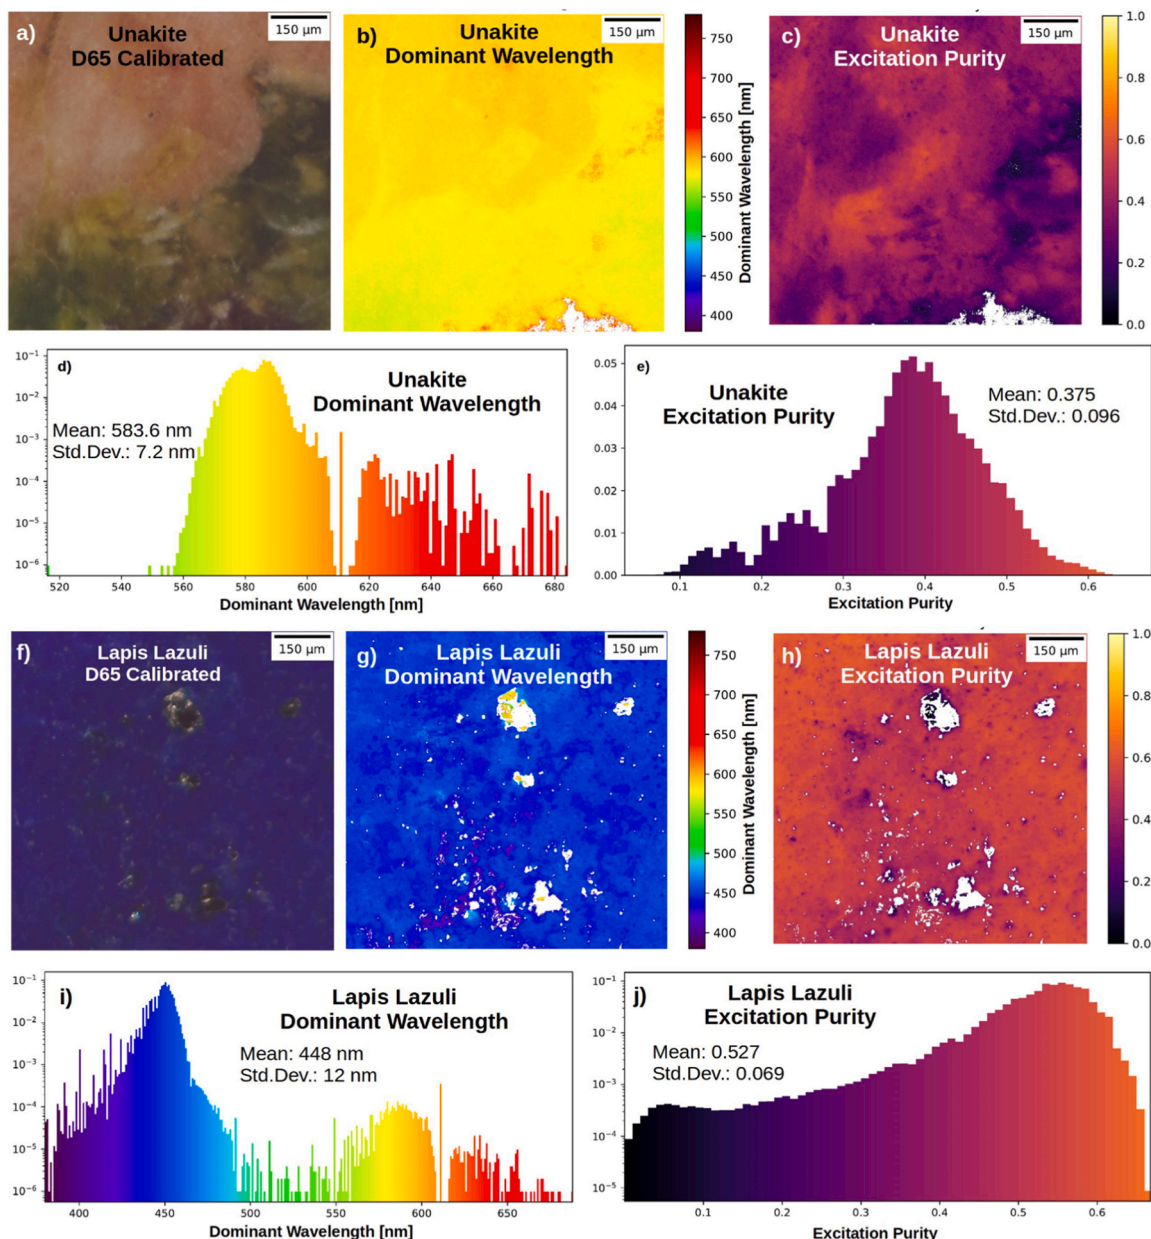 a)
Unakite
D65 Calibrated
150 µm
b)
Unakite
Dominant Wavelength
150 µm
750
700
650
600
550
500
450
400
Dominant Wavelength [nm]
c)
Unakite
Excitation Purity
150 µm
1.0
0.8
0.6
0.4
0.2
0.0
d)
Unakite
Dominant Wavelength
Mean: 583.6 nm
Std.Dev.: 7.2 nm
10⁻¹
10⁻²
10⁻³
10⁻⁴
10⁻⁵
10⁻⁶
520 540 560 580 600 620 640 660 680
Dominant Wavelength [nm]
e)
Unakite
Excitation Purity
Mean: 0.375
Std.Dev.: 0.096
0.05
0.04
0.03
0.02
0.01
0.00
0.1 0.2 0.3 0.4 0.5 0.6
Excitation Purity
f)
Lapis Lazuli
D65 Calibrated
150 µm
g)
Lapis Lazuli
Dominant Wavelength
150 µm
750
700
650
600
550
500
450
400
Dominant Wavelength [nm]
h)
Lapis Lazuli
Excitation Purity
150 µm
1.0
0.8
0.6
0.4
0.2
0.0
i)
Lapis Lazuli
Dominant Wavelength
Mean: 448 nm
Std.Dev.: 12 nm
10⁻¹
10⁻²
10⁻³
10⁻⁴
10⁻⁵
10⁻⁶
400 450 500 550 600 650
Dominant Wavelength [nm]
j)
Lapis Lazuli
Excitation Purity
Mean: 0.527
Std.Dev.: 0.069
10⁻¹
10⁻²
10⁻³
10⁻⁴
10⁻⁵
0.1 0.2 0.3 0.4 0.5 0.6
Excitation Purity